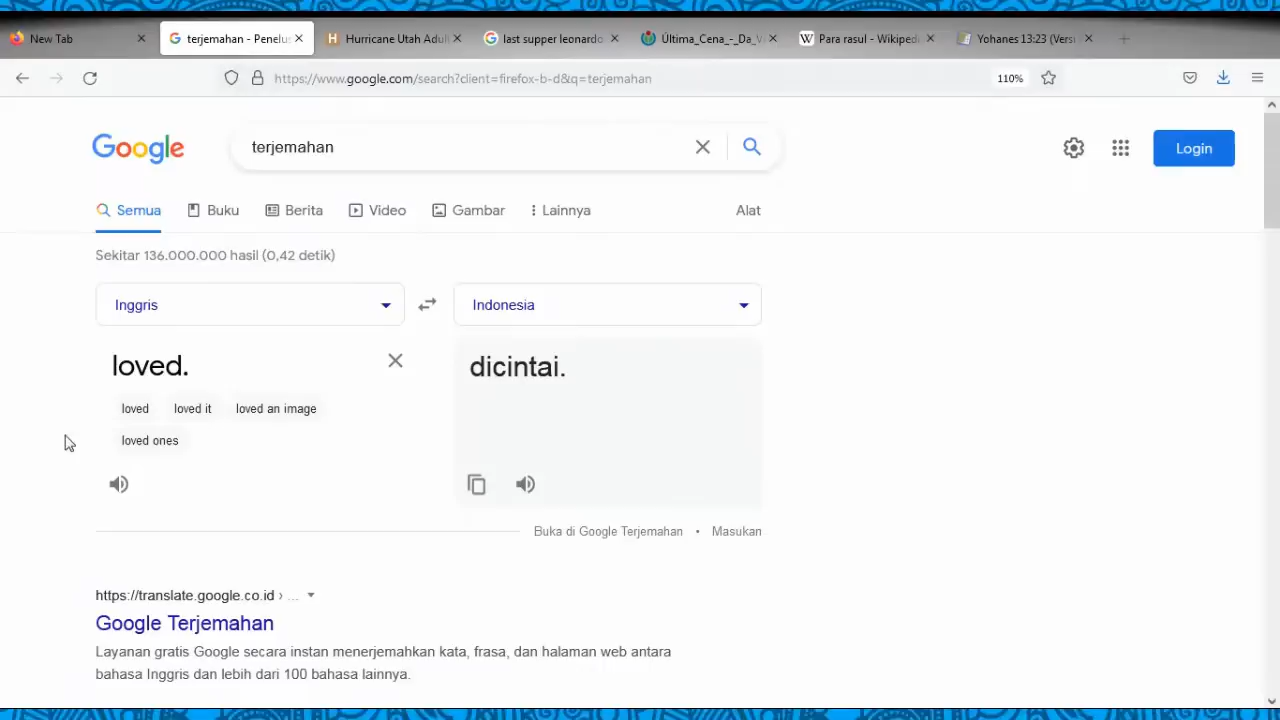 New Tab
terjemahan - Penelus
Hurricane Utah Adul
last supper leonardo
Última_Cena_-_Da_V
Para rasul - Wikiped
Yohanes 13:23 (Vers
https://www.google.com/search?client=firefox-b-d&q=terjemahan
110%
Google
terjemahan
Login
Semua
Buku
Berita
Video
Gambar
Lainnya
Alat
Sekitar 136.000.000 hasil (0,42 detik)
Inggris
Indonesia
loved.
dicintai.
loved
loved it
loved an image
loved ones
Buka di Google Terjemahan • Masukan
https://translate.google.co.id › ...
Google Terjemahan
Layanan gratis Google secara instan menerjemahkan kata, frasa, dan halaman web antara
bahasa Inggris dan lebih dari 100 bahasa lainnya.